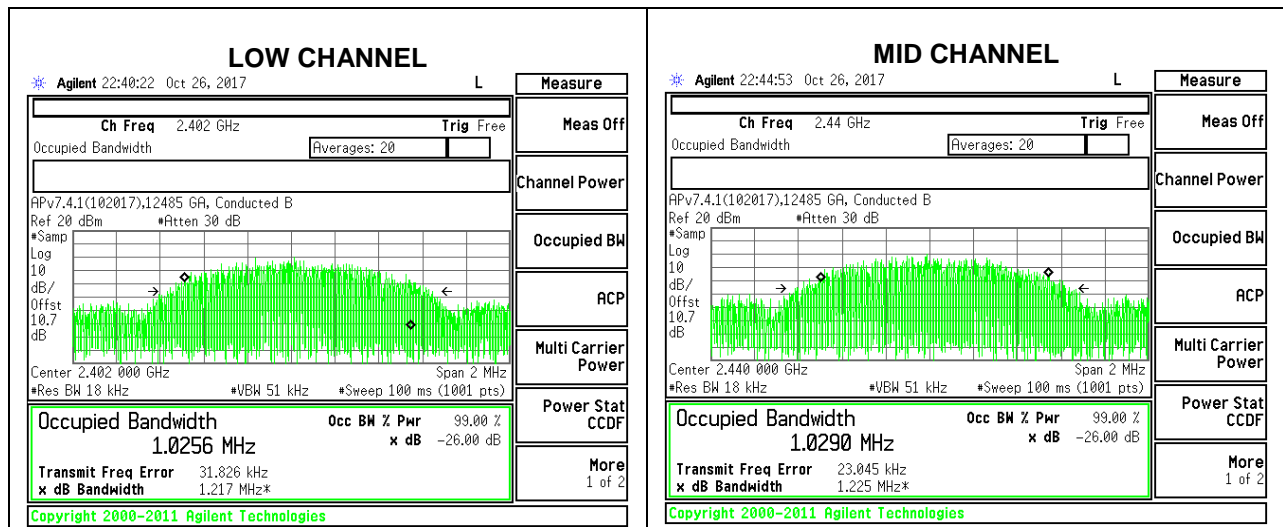 LOW CHANNEL
Agilent 22:40:22 Oct 26, 2017 L Measure
Ch Freq 2.402 GHz Trig Free
Meas Off
Occupied Bandwidth Averages: 20
Channel Power
APv7.4.1(102017),12485 GA, Conducted B
Ref 20 dBm #Atten 30 dB
#Samp
Log
10
dB/
Offst
10.7
dB
Occupied BW
ACP
Multi Carrier
Power
Center 2.402 000 GHz Span 2 MHz
#Res BW 18 kHz #VBW 51 kHz #Sweep 100 ms (1001 pts)
Power Stat
CCDF
Occupied Bandwidth Occ BW % Pwr 99.00 %
1.0256 MHz x dB -26.00 dB
Transmit Freq Error 31.826 kHz
x dB Bandwidth 1.217 MHz*
More
1 of 2
Copyright 2000-2011 Agilent Technologies
MID CHANNEL
Agilent 22:44:53 Oct 26, 2017 L Measure
Ch Freq 2.44 GHz Trig Free
Meas Off
Occupied Bandwidth Averages: 20
Channel Power
APv7.4.1(102017),12485 GA, Conducted B
Ref 20 dBm #Atten 30 dB
#Samp
Log
10
dB/
Offst
10.7
dB
Occupied BW
ACP
Multi Carrier
Power
Center 2.440 000 GHz Span 2 MHz
#Res BW 18 kHz #VBW 51 kHz #Sweep 100 ms (1001 pts)
Power Stat
CCDF
Occupied Bandwidth Occ BW % Pwr 99.00 %
1.0290 MHz x dB -26.00 dB
Transmit Freq Error 23.045 kHz
x dB Bandwidth 1.225 MHz*
More
1 of 2
Copyright 2000-2011 Agilent Technologies